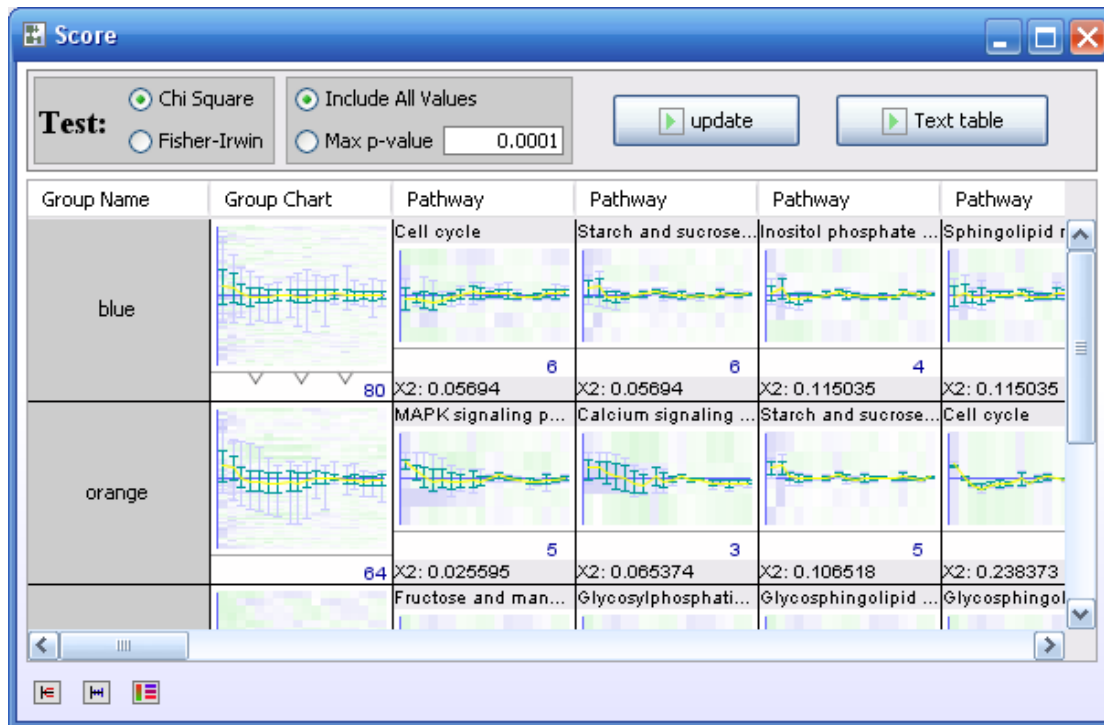 Score
Test:
Chi Square
Fisher-Irwin
Include All Values
Max p-value 0.0001
update
Text table
Group Name Group Chart Pathway Pathway Pathway Pathway
Cell cycle Starch and sucrose... Inositol phosphate ... Sphingolipid r
blue
80 6 6 4
X2: 0.05694 X2: 0.05694 X2: 0.115035 X2: 0.115035
MAPK signaling p... Calcium signaling ... Starch and sucrose... Cell cycle
orange
64 5 3 5
X2: 0.025595 X2: 0.065374 X2: 0.106518 X2: 0.238373
Fructose and man... Glycosylphosphati... Glycosphingolipid ... Glycosphingol